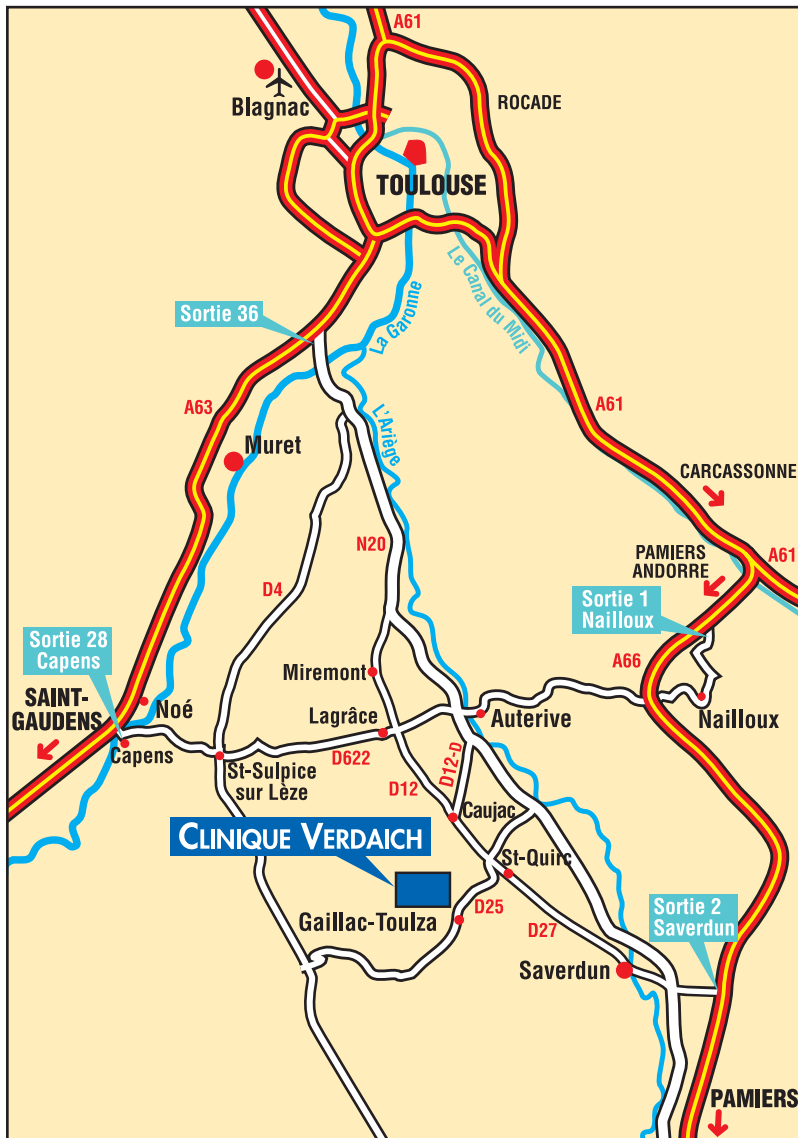 A61
ROCADE
Blagnac
TOULOUSE
Le Canal du Midi
Sortie 36
La Garonne
A63
A61
L'Ariège
Muret
CARCASSONNE
N20
PAMIERS
ANDORRE
A61
D4
Sortie 1
Nailloux
Sortie 28
Capens
A66
Miremont
SAINT-
GAUDENS
Noé
Lagrâce
Auterive
Nailloux
Capens
D622
D12-D
St-Sulpice
sur Lèze
D12
Caujac
CLINIQUE VERDAICH
St-Quirc
D25
Gaillac-Toulza
D27
Sortie 2
Saverdun
Saverdun
PAMIERS